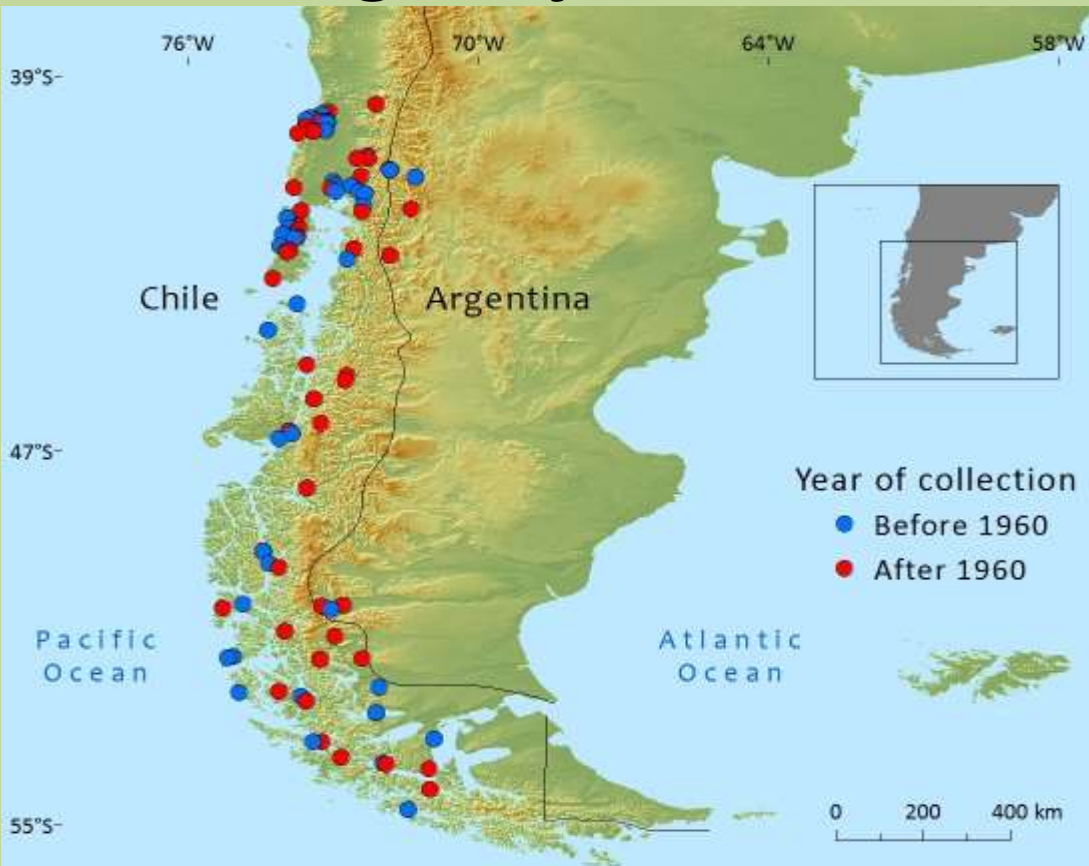 76°W 70°W 64°W 58°W
39°S
Chile Argentina
47°S
Year of collection
Before 1960
After 1960
Pacific
Ocean
Atlantic
Ocean
55°S
0 200 400 km